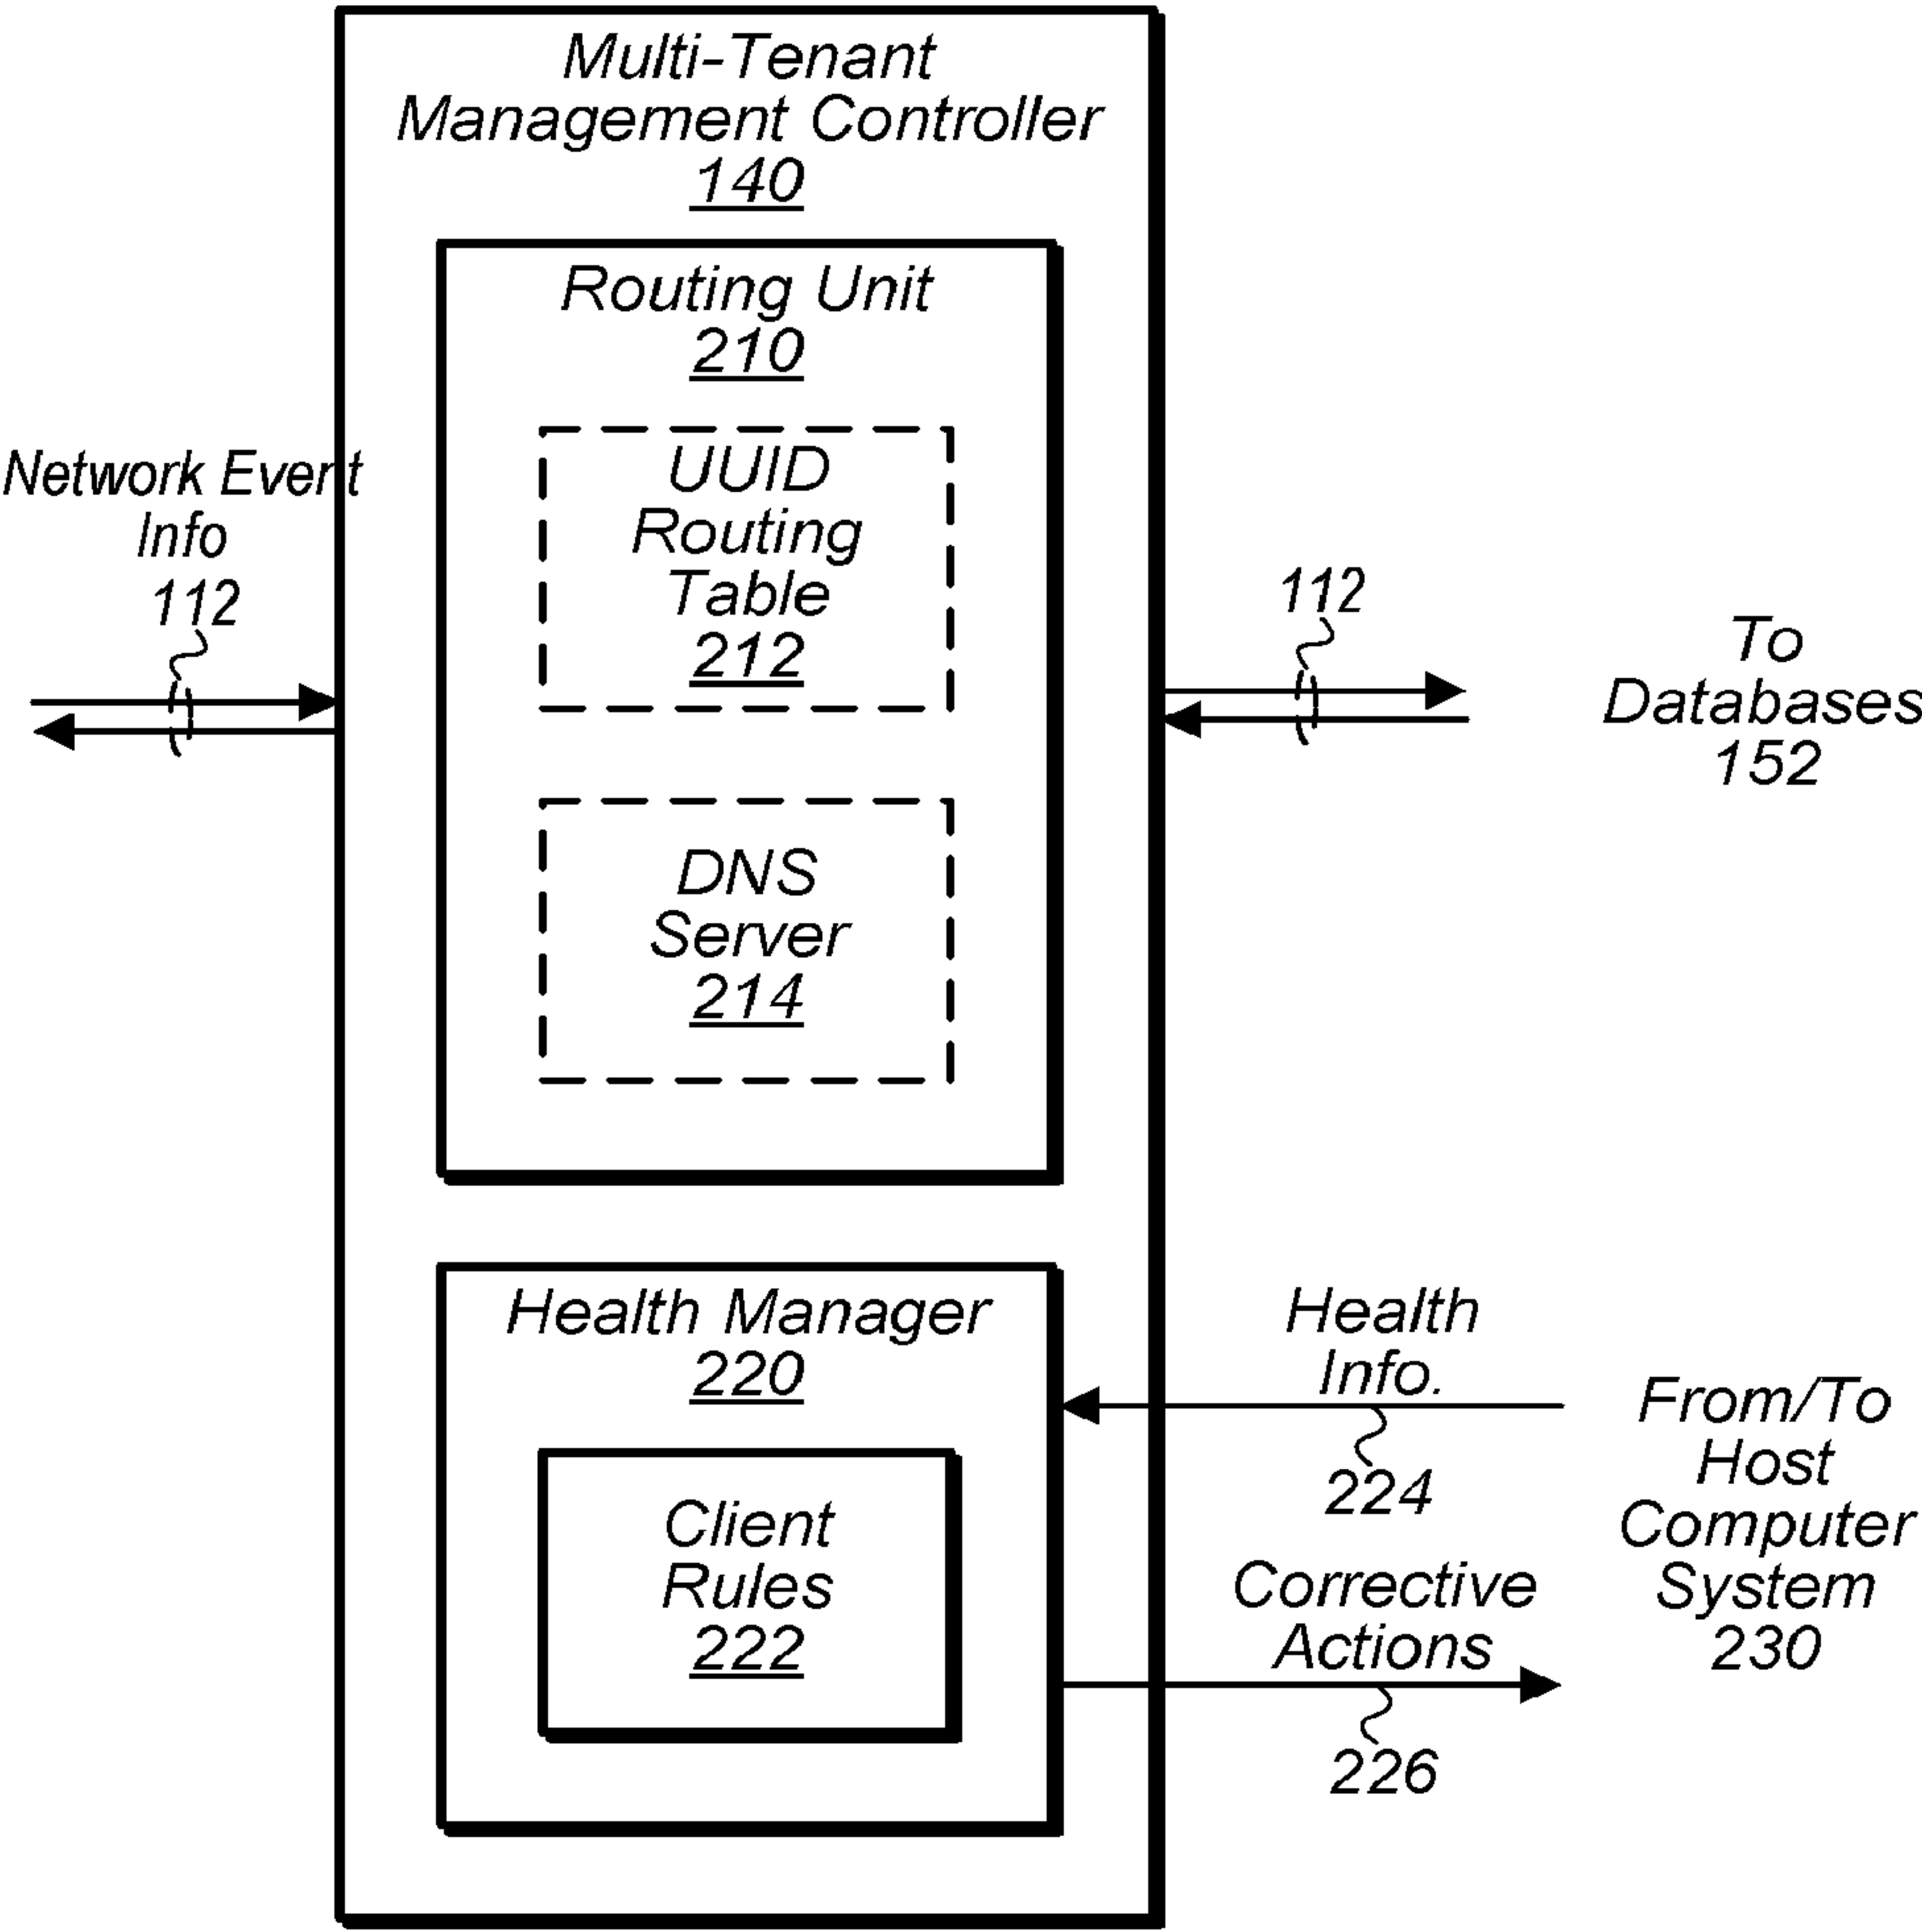 Multi-Tenant
Management Controller
140
Routing Unit
210
UUID
Routing
Table
212
DNS
Server
214
Network Event
Info
112
112
To
Databases
152
Health Manager
220
Client
Rules
222
Health
Info.
224
Corrective
Actions
226
From/To
Host
Computer
System
230